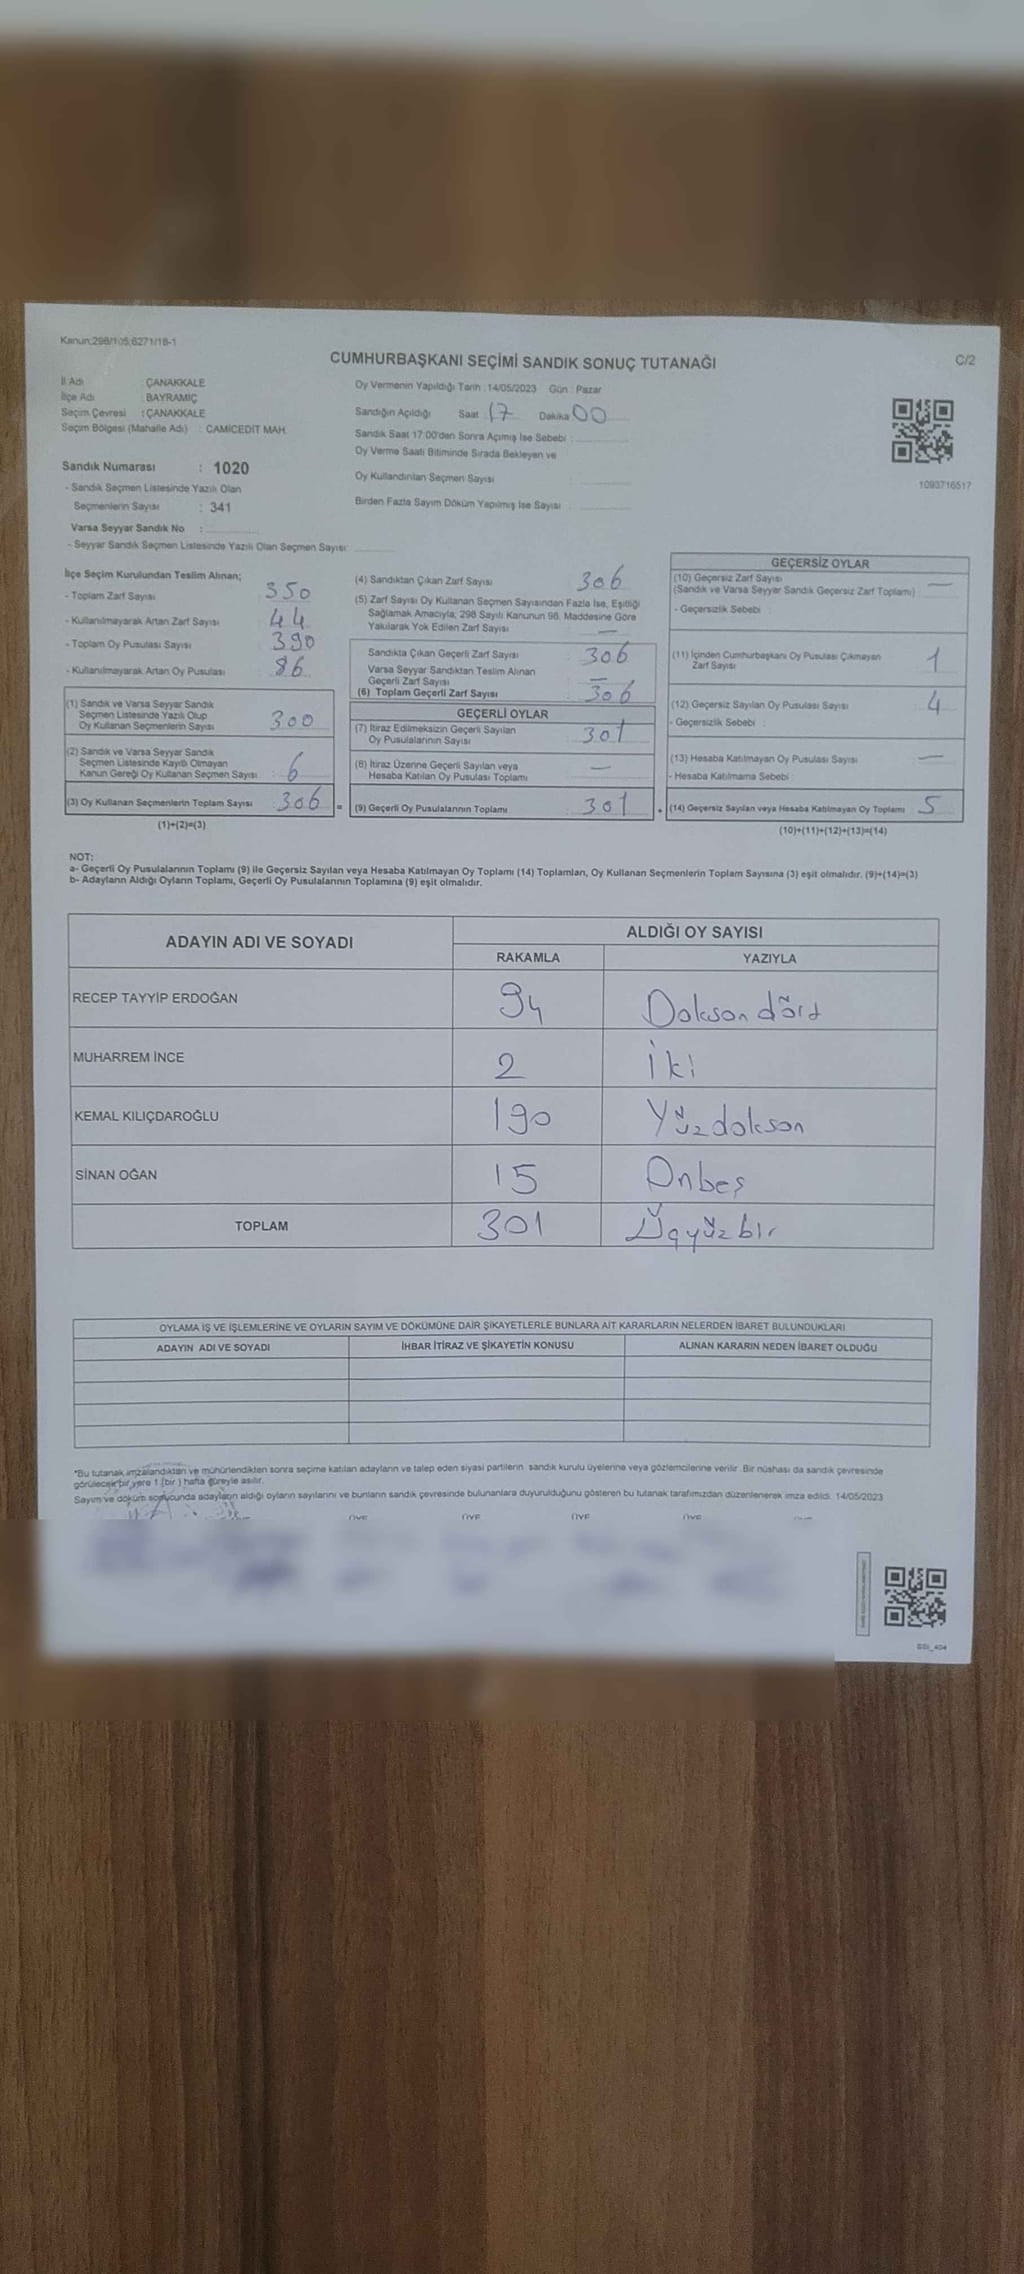 Kanun:298/105;6271/18-1
CUMHURBAŞKANI SEÇİMİ SANDIK SONUÇ TUTANAĞI
C/2
İl Adı ÇANAKKALE
İlçe Adı : BAYRAMİÇ
Seçim Çevresi : ÇANAKKALE
Seçim Bölgesi (Mahalle Adı) : CAMİCEDİT MAH.
Oy Vermenin Yapıldığı Tarih : 14/05/2023 Gün : Pazar
Sandığın Açıldığı Saat 17 Dakika 00
Sandık Saat 17:00'den Sonra Açılmış İse Sebebi :
Oy Verme Saati Bitiminde Sırada Bekleyen ve
Oy Kullandırılan Seçmen Sayısı :
Birden Fazla Sayım Döküm Yapılmış İse Sayısı :
1093716517
Sandık Numarası : 1020
- Sandık Seçmen Listesinde Yazılı Olan
Seçmenlerin Sayısı : 341
Varsa Seyyar Sandık No :
- Seyyar Sandık Seçmen Listesinde Yazılı Olan Seçmen Sayısı:
İlçe Seçim Kurulundan Teslim Alınan;
- Toplam Zarf Sayısı 350
- Kullanılmayarak Artan Zarf Sayısı 44
- Toplam Oy Pusulası Sayısı 390
- Kullanılmayarak Artan Oy Pusulası 86
(1) Sandık ve Varsa Seyyar Sandık
Seçmen Listesinde Yazılı Olup
Oy Kullanan Seçmenlerin Sayısı 300
(2) Sandık ve Varsa Seyyar Sandık
Seçmen Listesinde Kayıtlı Olmayan
Kanun Gereği Oy Kullanan Seçmen Sayısı : 6
(3) Oy Kullanan Seçmenlerin Toplam Sayısı 306 =
(1)+(2)=(3)
(4) Sandıktan Çıkan Zarf Sayısı 306
(5) Zarf Sayısı Oy Kullanan Seçmen Sayısından Fazla İse, Eşitliği
Sağlamak Amacıyla, 298 Sayılı Kanunun 98. Maddesine Göre
Yakılarak Yok Edilen Zarf Sayısı : —
Sandıkta Çıkan Geçerli Zarf Sayısı 306
Varsa Seyyar Sandıktan Teslim Alınan
Geçerli Zarf Sayısı —
(6) Toplam Geçerli Zarf Sayısı 306
GEÇERLİ OYLAR
(7) İtiraz Edilmeksizin Geçerli Sayılan
Oy Pusulalarının Sayısı : 301
(8) İtiraz Üzerine Geçerli Sayılan veya
Hesaba Katılan Oy Pusulası Toplamı —
(9) Geçerli Oy Pusulalarının Toplamı 301 +
GEÇERSİZ OYLAR
(10) Geçersiz Zarf Sayısı
(Sandık ve Varsa Seyyar Sandık Geçersiz Zarf Toplamı) : —
- Geçersizlik Sebebi :
(11) İçinden Cumhurbaşkanı Oy Pusulası Çıkmayan
Zarf Sayısı 1
(12) Geçersiz Sayılan Oy Pusulası Sayısı 4
- Geçersizlik Sebebi :
(13) Hesaba Katılmayan Oy Pusulası Sayısı —
- Hesaba Katılmama Sebebi :
(14) Geçersiz Sayılan veya Hesaba Katılmayan Oy Toplamı 5
(10)+(11)+(12)+(13)=(14)
NOT:
a- Geçerli Oy Pusulalarının Toplamı (9) ile Geçersiz Sayılan veya Hesaba Katılmayan Oy Toplamı (14) Toplamları, Oy Kullanan Seçmenlerin Toplam Sayısına (3) eşit olmalıdır. (9)+(14)=(3)
b- Adayların Aldığı Oyların Toplamı, Geçerli Oy Pusulalarının Toplamına (9) eşit olmalıdır.
ADAYIN ADI VE SOYADI
ALDIĞI OY SAYISI
RAKAMLA YAZIYLA
RECEP TAYYİP ERDOĞAN 94 Doksan dört
MUHARREM İNCE 2 İki
KEMAL KILIÇDAROĞLU 190 Yüzdoksan
SİNAN OĞAN 15 Onbeş
TOPLAM 301 Üçyüzbir
OYLAMA İŞ VE İŞLEMLERİNE VE OYLARIN SAYIM VE DÖKÜMÜNE DAİR ŞİKAYETLERLE BUNLARA AİT KARARLARIN NELERDEN İBARET BULUNDUKLARI
ADAYIN ADI VE SOYADI İHBAR İTİRAZ VE ŞİKAYETİN KONUSU ALINAN KARARIN NEDEN İBARET OLDUĞU
*Bu tutanak imzalandıktan ve mühürlendikten sonra seçime katılan adayların ve talep eden siyasi partilerin sandık kurulu üyelerine veya gözlemcilerine verilir. Bir nüshası da sandık çevresinde
görülecek bir yere 1 (bir) hafta süreyle asılır.
Sayım ve döküm sonucunda adayların aldığı oyların sayılarını ve bunların sandık çevresinde bulunanlara duyurulduğunu gösteren bu tutanak tarafımızdan düzenlenerek imza edildi. 14/05/2023